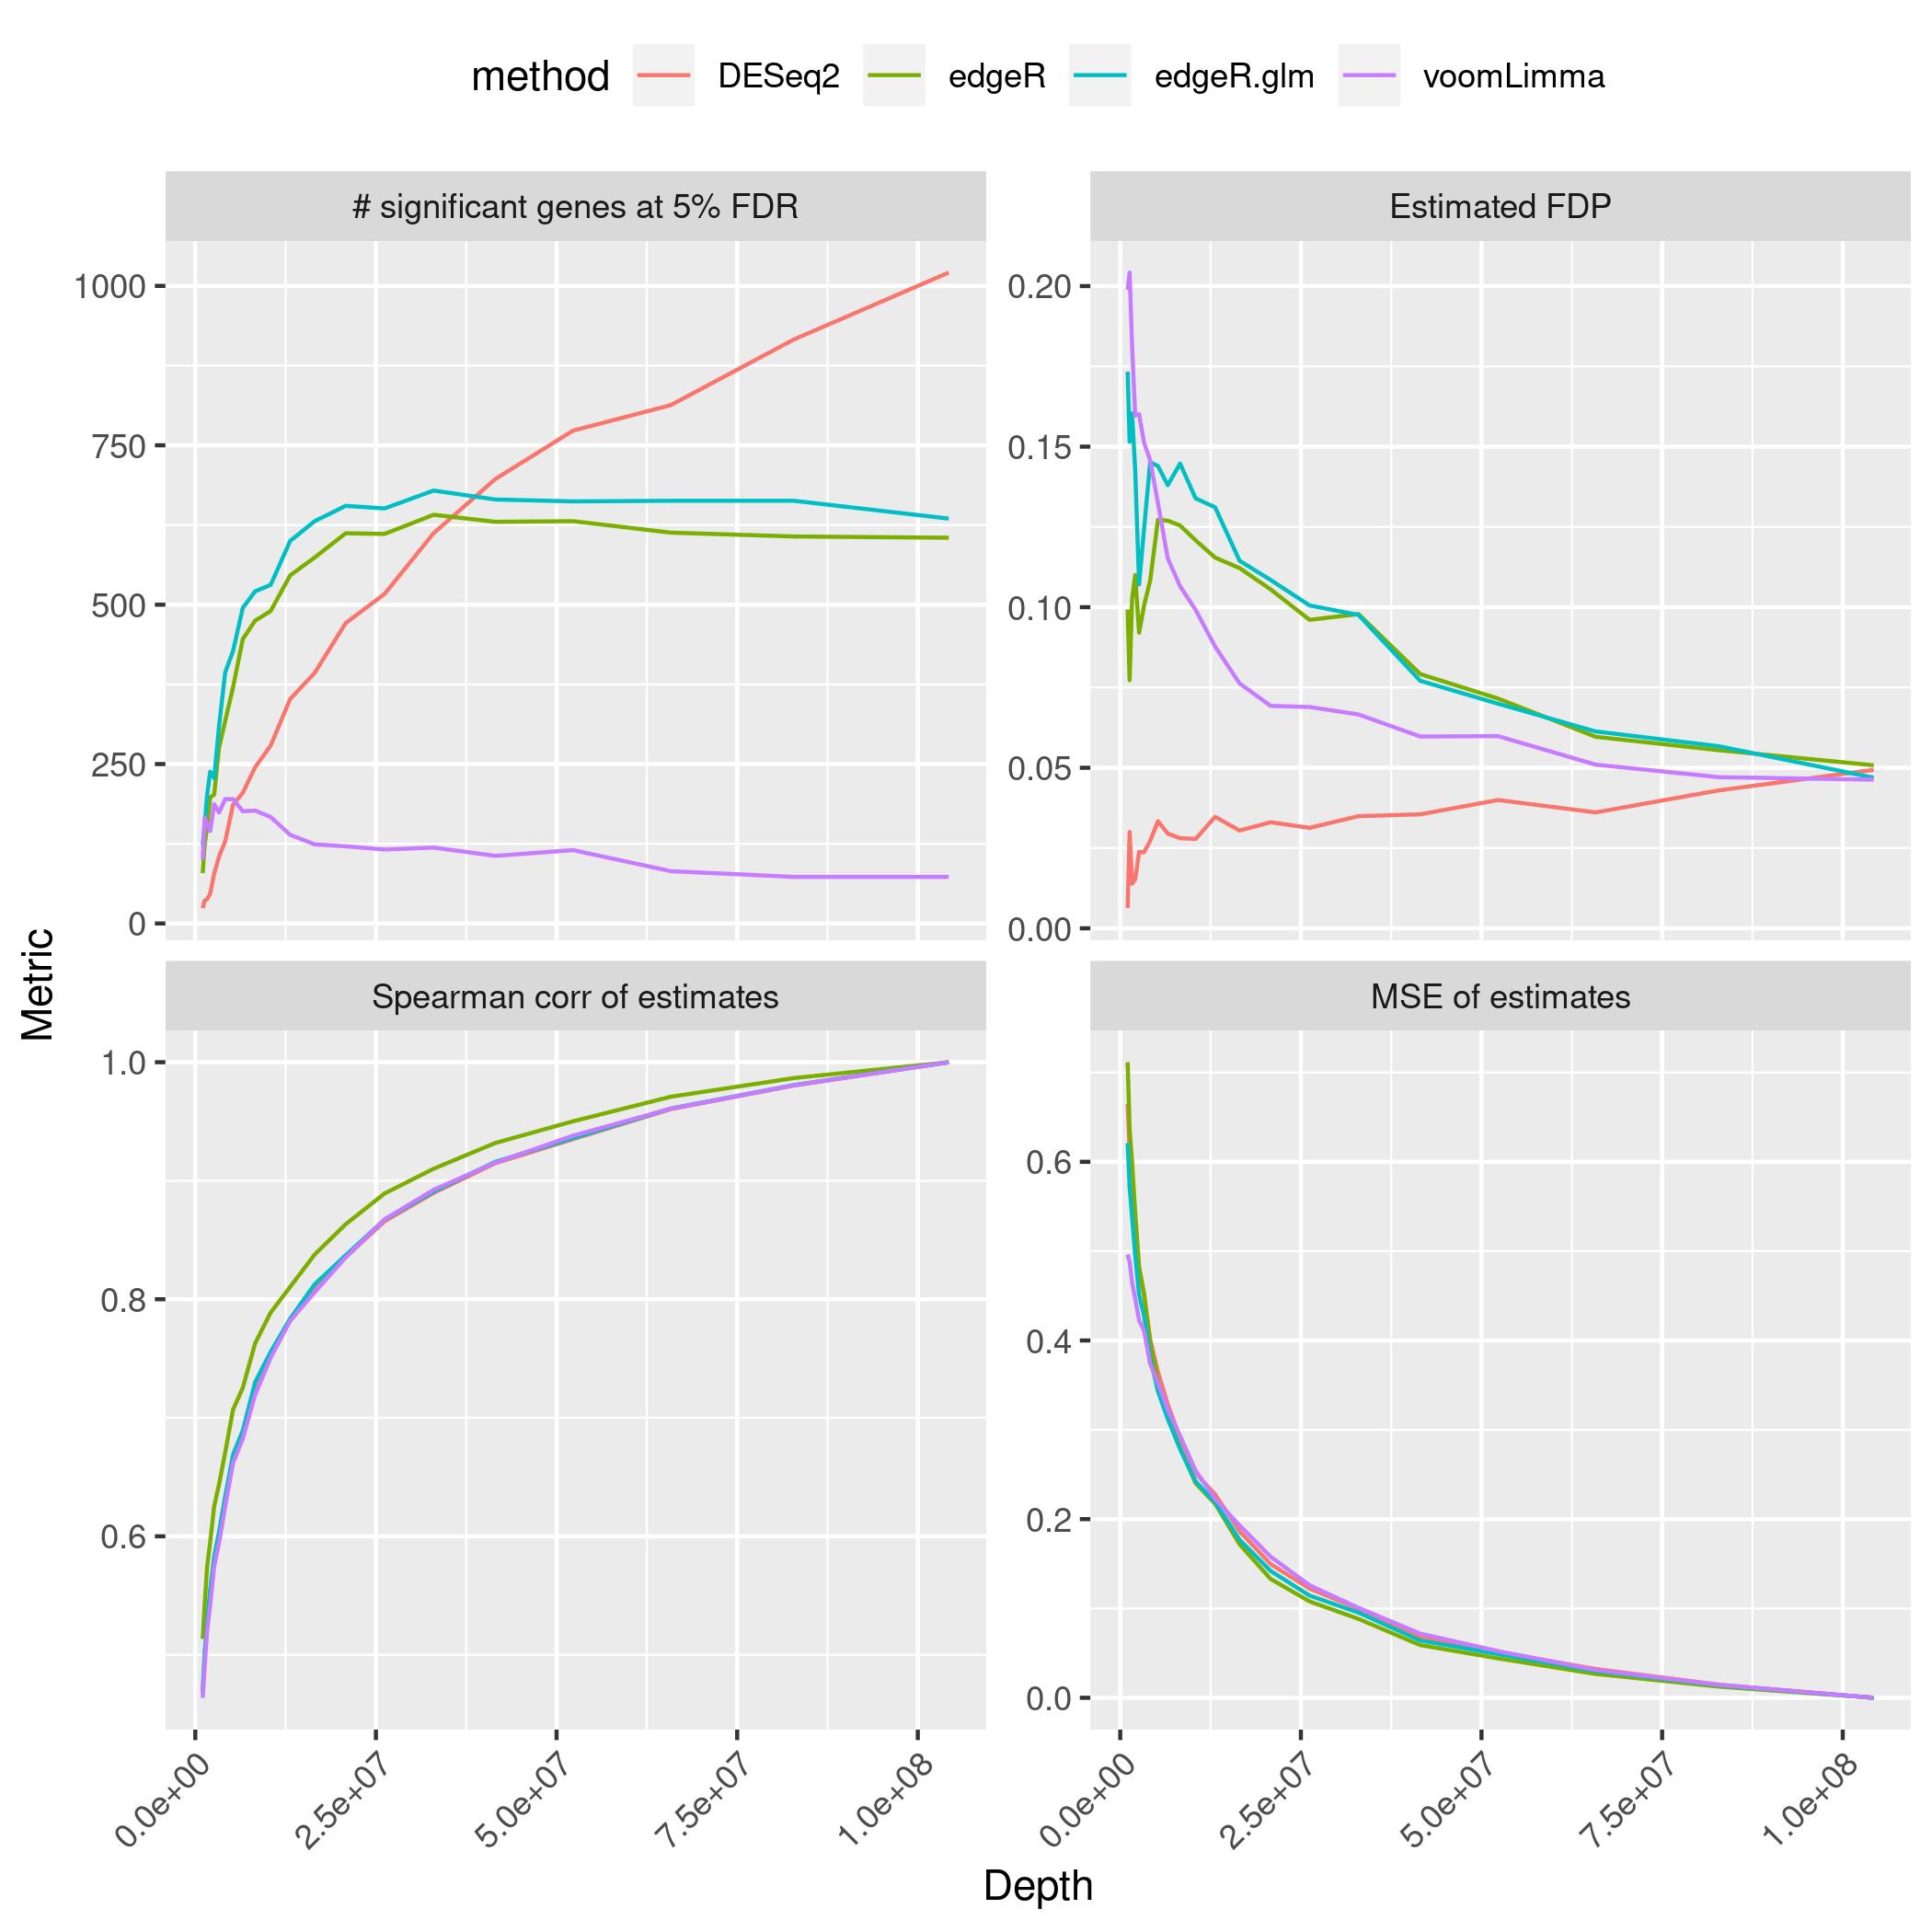 method DESeq2 edgeR edgeR.glm voomLimma
# significant genes at 5% FDR
Estimated FDP
1000
750
500
250
0
0.20
0.15
0.10
0.05
0.00
Metric
Spearman corr of estimates
MSE of estimates
1.0
0.8
0.6
0.6
0.4
0.2
0.0
0.0e+00 2.5e+07 5.0e+07 7.5e+07 1.0e+08
0.0e+00 2.5e+07 5.0e+07 7.5e+07 1.0e+08
Depth